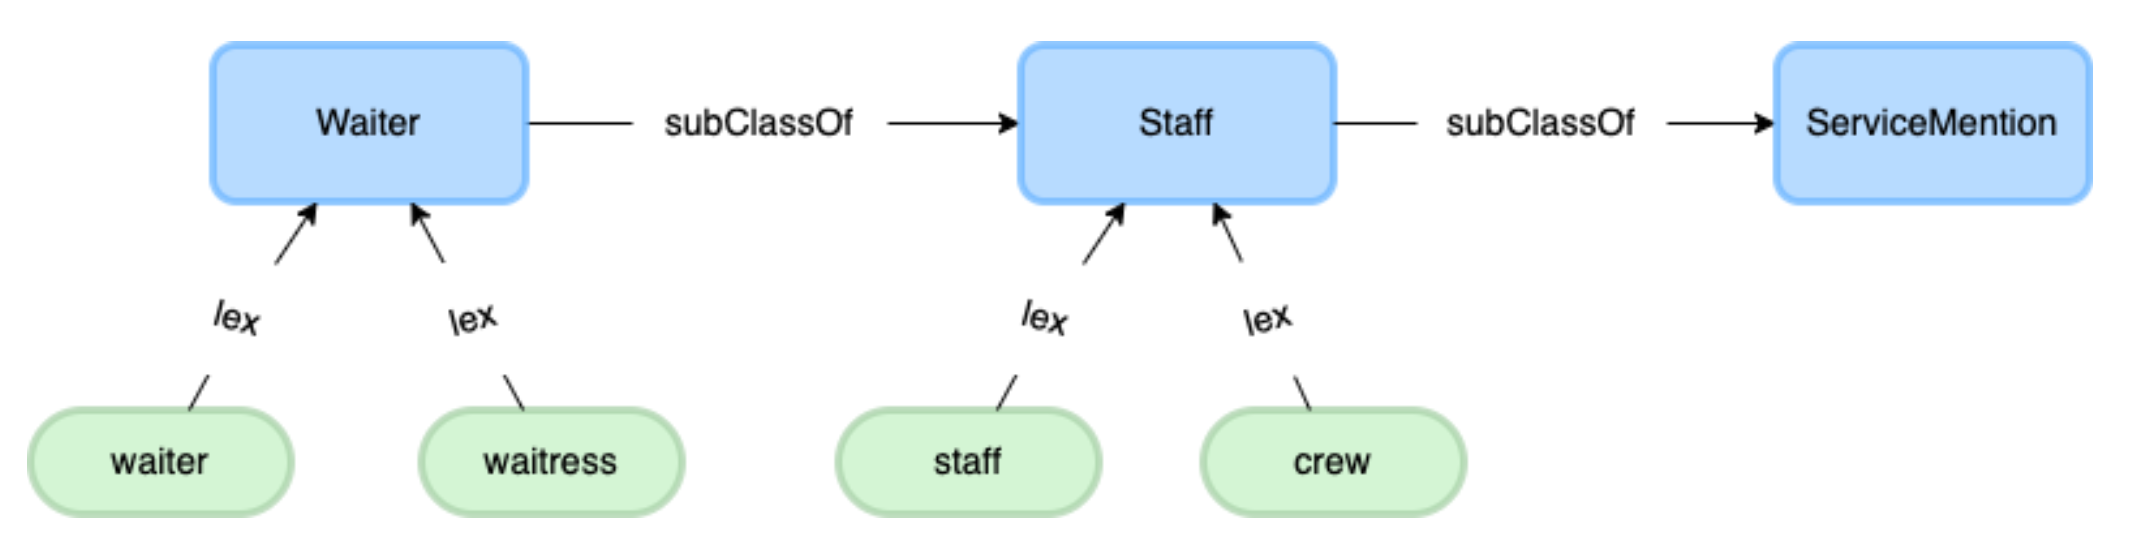 Waiter
subClassOf
Staff
subClassOf
ServiceMention
lex
lex
lex
lex
waiter
waitress
staff
crew